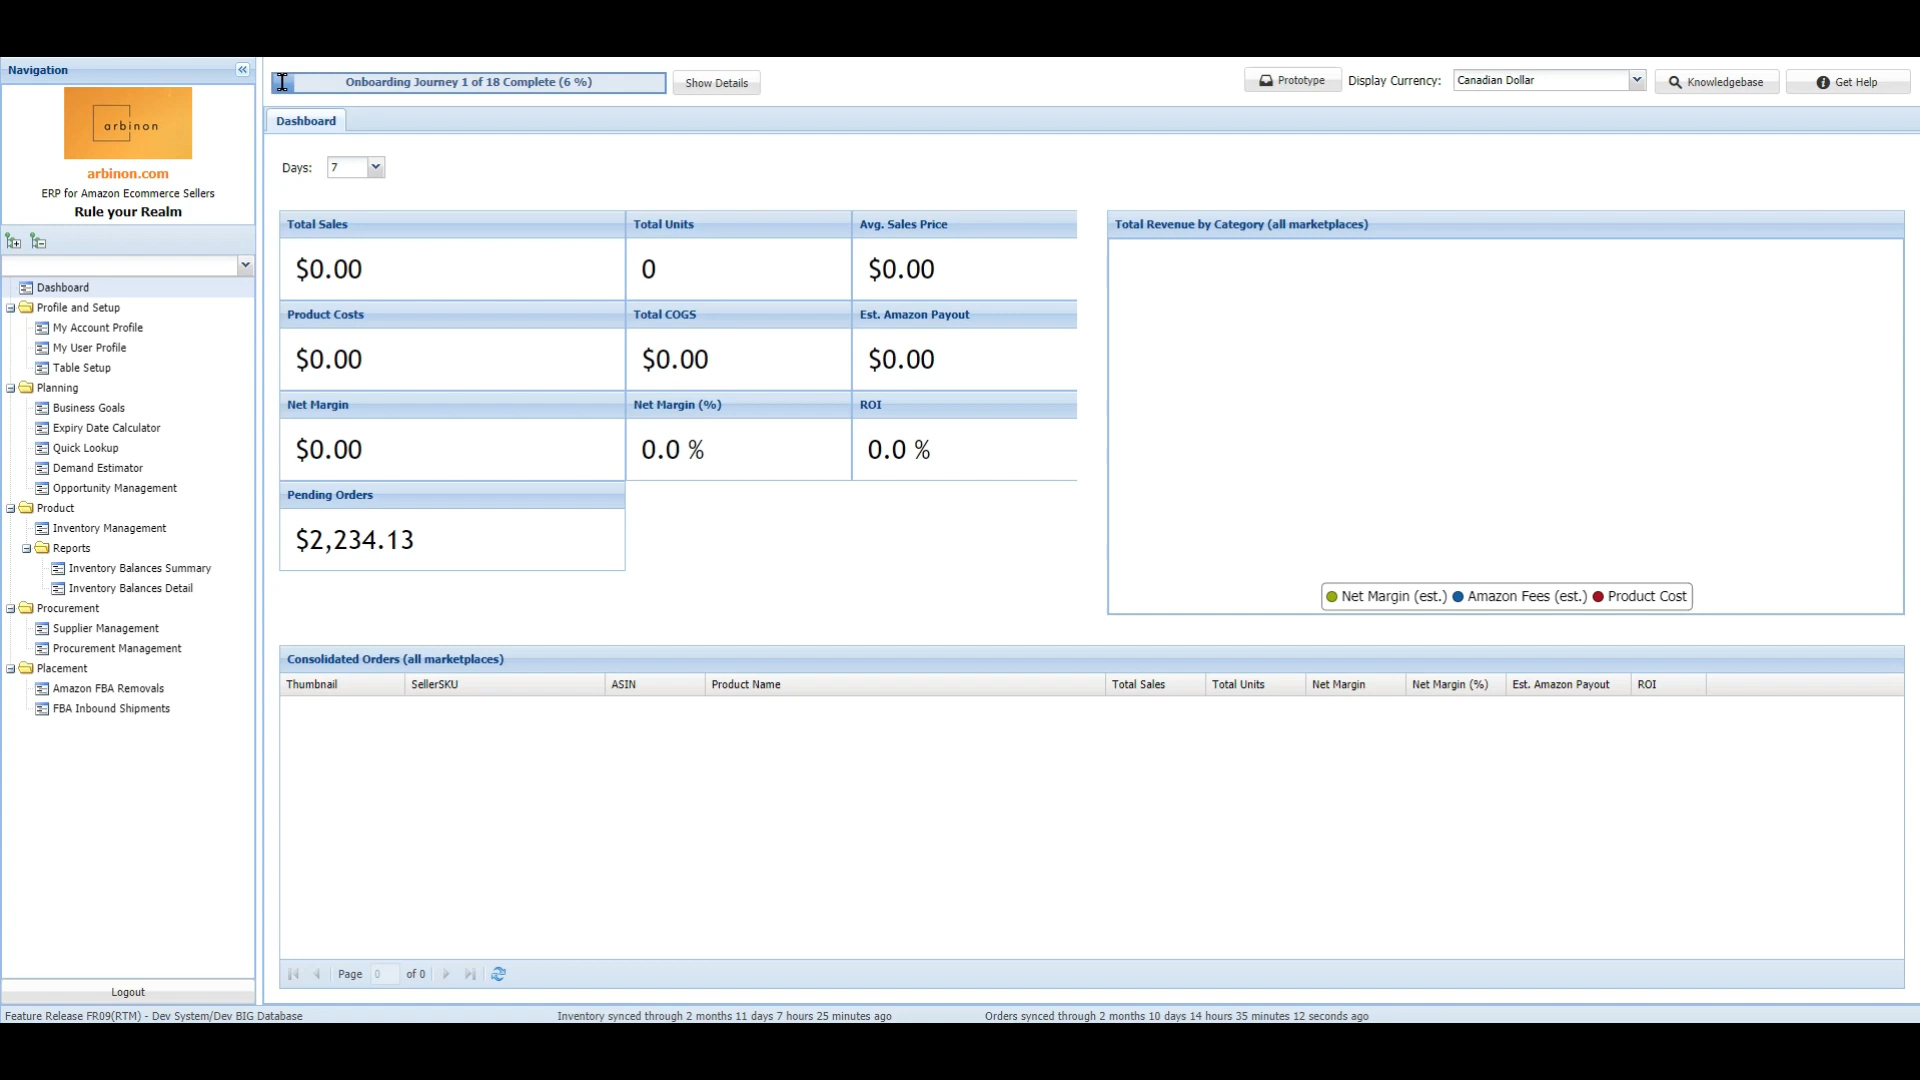 Navigation
Onboarding Journey 1 of 18 Complete (6 %)
Show Details
Prototype
Display Currency:
Canadian Dollar
Knowledgebase
Get Help
arbinon
arbinon.com
ERP for Amazon Ecommerce Sellers
Rule your Realm
Dashboard
Profile and Setup
My Account Profile
My User Profile
Table Setup
Planning
Business Goals
Expiry Date Calculator
Quick Lookup
Demand Estimator
Opportunity Management
Product
Inventory Management
Reports
Inventory Balances Summary
Inventory Balances Detail
Procurement
Supplier Management
Procurement Management
Placement
Amazon FBA Removals
FBA Inbound Shipments
Logout
Dashboard
Days: 7
Total Sales
$0.00
Total Units
0
Avg. Sales Price
$0.00
Product Costs
$0.00
Total COGS
$0.00
Est. Amazon Payout
$0.00
Net Margin
$0.00
Net Margin (%)
0.0 %
ROI
0.0 %
Pending Orders
$2,234.13
Total Revenue by Category (all marketplaces)
Net Margin (est.) Amazon Fees (est.) Product Cost
Consolidated Orders (all marketplaces)
Thumbnail SellerSKU ASIN Product Name Total Sales Total Units Net Margin Net Margin (%) Est. Amazon Payout ROI
Page 0 of 0
Feature Release FR09(RTM) - Dev System/Dev BIG Database
Inventory synced through 2 months 11 days 7 hours 25 minutes ago
Orders synced through 2 months 10 days 14 hours 35 minutes 12 seconds ago